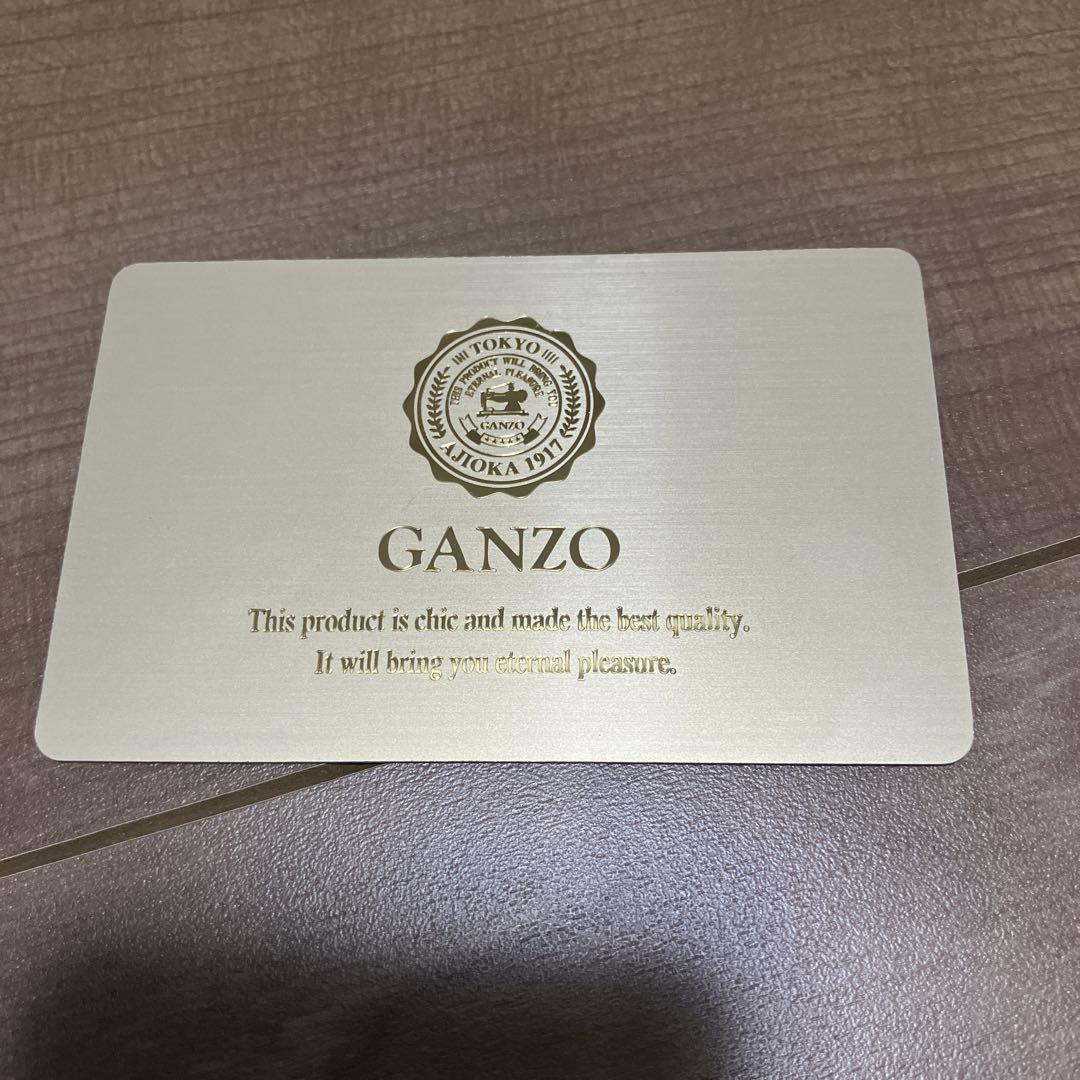 TOKYO
THIS PRODUCT WILL BRING YOU
ETERNAL PLEASURE
GANZO
AJIOKA 1917
GANZO
This product is chic and made the best quality.
It will bring you eternal pleasure.